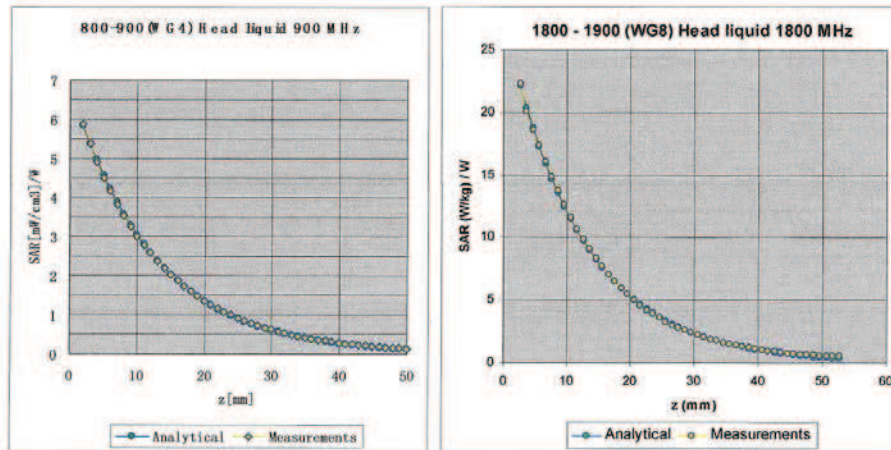 800-900(WG4) Head liquid 900 MHz
7
6
5
4
3
2
1
0
SAR[mW/cm3]/W
0 10 20 30 40 50
z[mm]
Analytical Measurements
1800 - 1900 (WG8) Head liquid 1800 MHz
25
20
15
10
5
0
SAR (W/kg) / W
0 10 20 30 40 50 60
z (mm)
Analytical Measurements